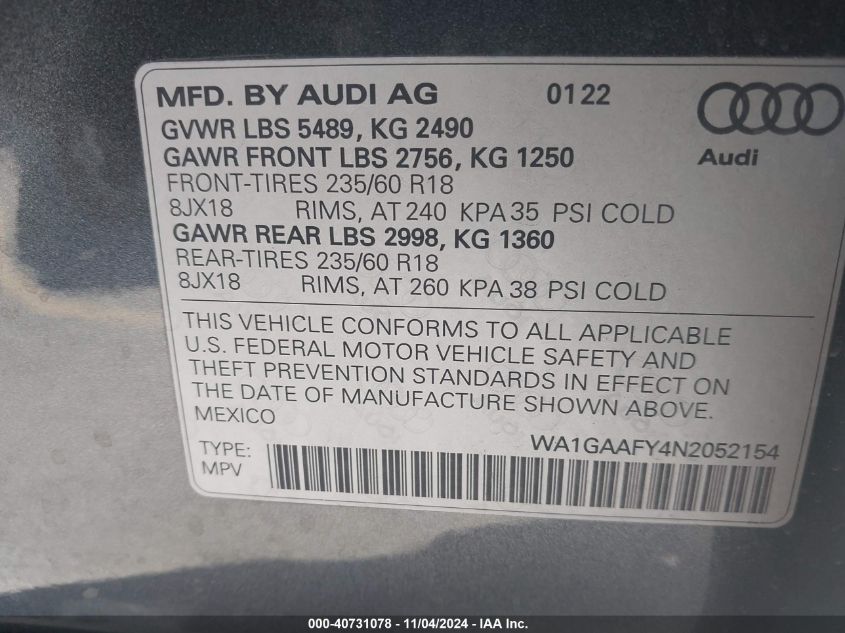 MFD. BY AUDI AG 0122
GVWR LBS 5489, KG 2490
GAWR FRONT LBS 2756, KG 1250
Audi
FRONT-TIRES 235/60 R18
8JX18 RIMS, AT 240 KPA 35 PSI COLD
GAWR REAR LBS 2998, KG 1360
REAR-TIRES 235/60 R18
8JX18 RIMS, AT 260 KPA 38 PSI COLD
THIS VEHICLE CONFORMS TO ALL APPLICABLE
U.S. FEDERAL MOTOR VEHICLE SAFETY AND
THEFT PREVENTION STANDARDS IN EFFECT ON
THE DATE OF MANUFACTURE SHOWN ABOVE.
MEXICO
WA1GAAFY4N2052154
TYPE:
MPV
000-40731078 - 11/04/2024 - IAA Inc.